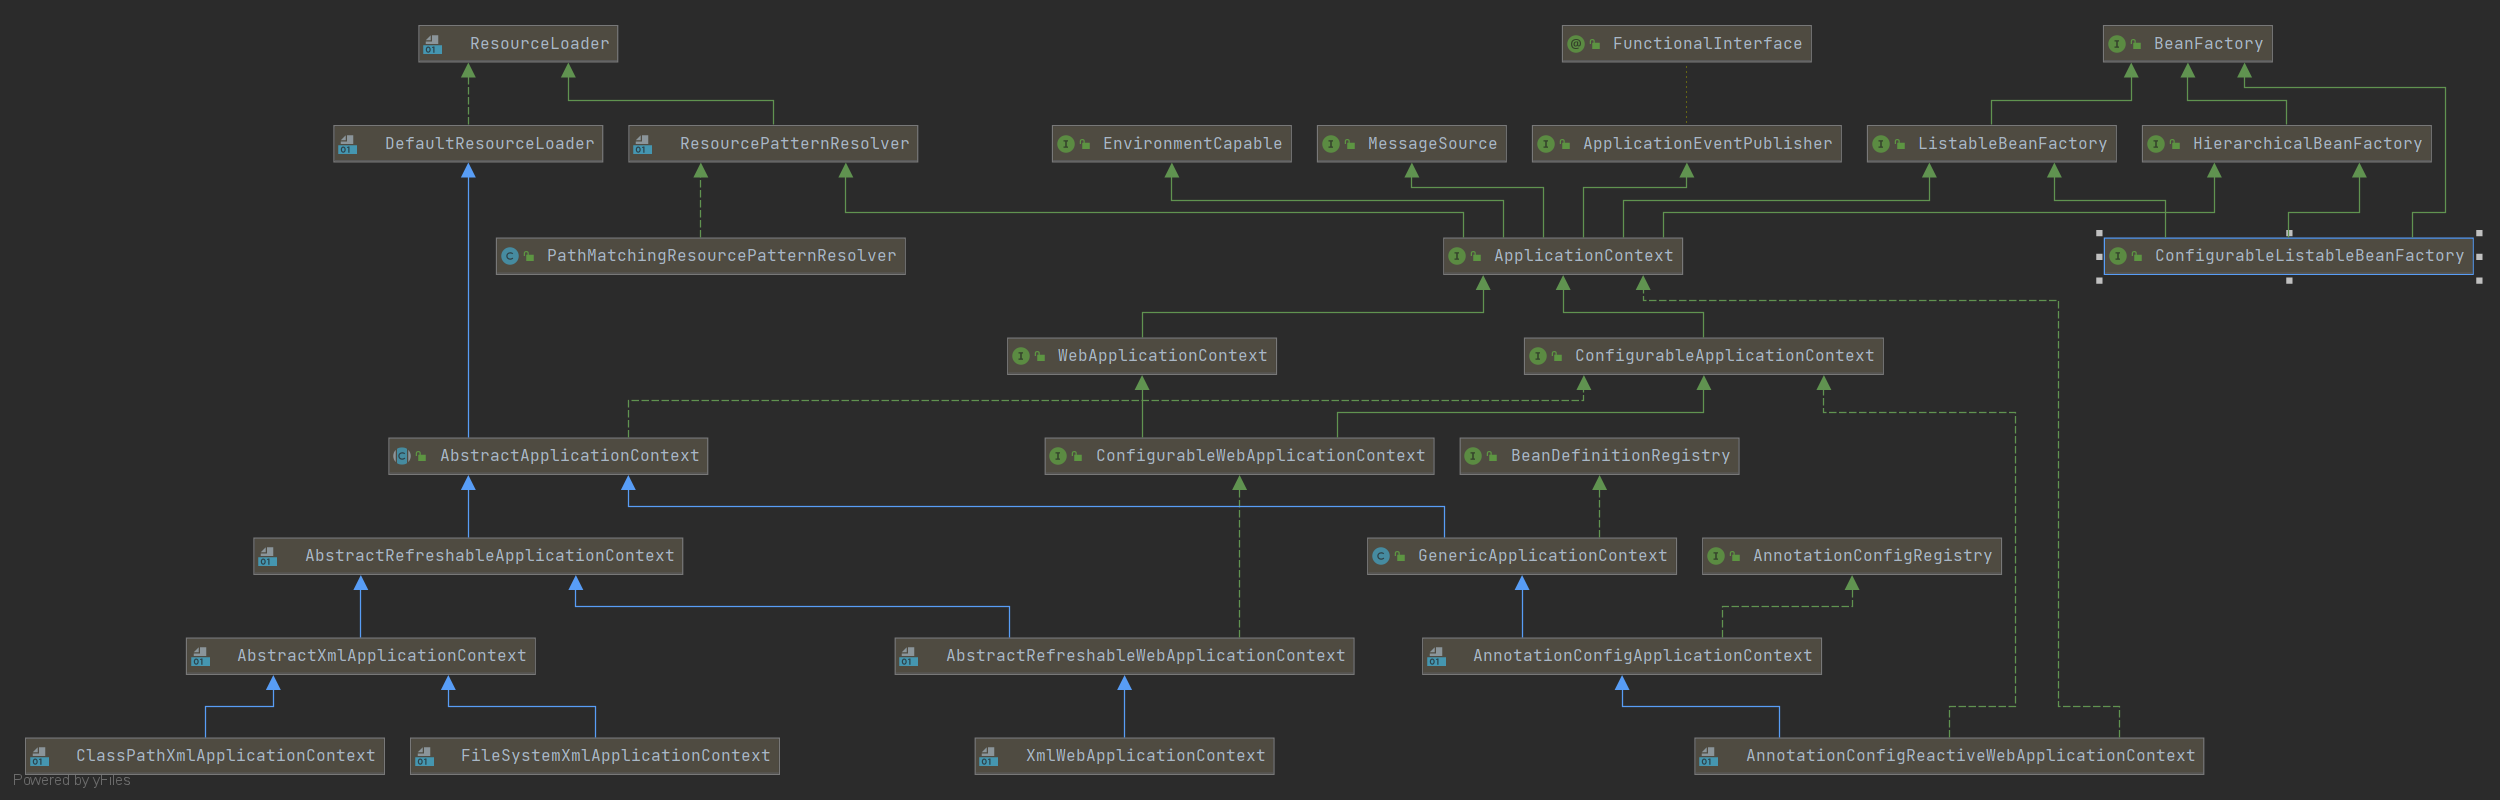 ResourceLoader
FunctionalInterface
BeanFactory
DefaultResourceLoader
ResourcePatternResolver
EnvironmentCapable
MessageSource
ApplicationEventPublisher
ListableBeanFactory
HierarchicalBeanFactory
PathMatchingResourcePatternResolver
ApplicationContext
ConfigurableListableBeanFactory
WebApplicationContext
ConfigurableApplicationContext
AbstractApplicationContext
ConfigurableWebApplicationContext
BeanDefinitionRegistry
AbstractRefreshableApplicationContext
GenericApplicationContext
AnnotationConfigRegistry
AbstractXmlApplicationContext
AbstractRefreshableWebApplicationContext
AnnotationConfigApplicationContext
ClassPathXmlApplicationContext
FileSystemXmlApplicationContext
XmlWebApplicationContext
AnnotationConfigReactiveWebApplicationContext
Powered by yFiles